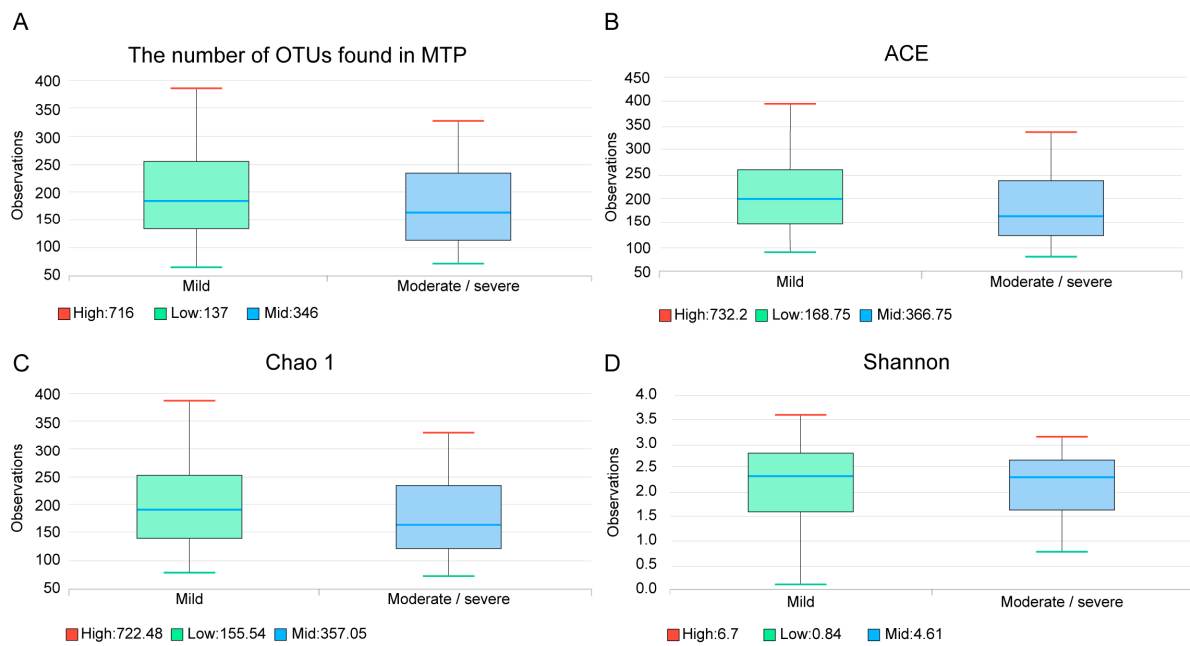 A
The number of OTUs found in MTP
400
350
300
250
200
150
100
50
Observations
Mild
Moderate / severe
High:716 Low:137 Mid:346
B
ACE
450
400
350
300
250
200
150
100
50
Observations
Mild
Moderate / severe
High:732.2 Low:168.75 Mid:366.75
C
Chao 1
400
350
300
250
200
150
100
50
Observations
Mild
Moderate / severe
High:722.48 Low:155.54 Mid:357.05
D
Shannon
4.0
3.5
3.0
2.5
2.0
1.5
1.0
0.5
0.0
Observations
Mild
Moderate / severe
High:6.7 Low:0.84 Mid:4.61